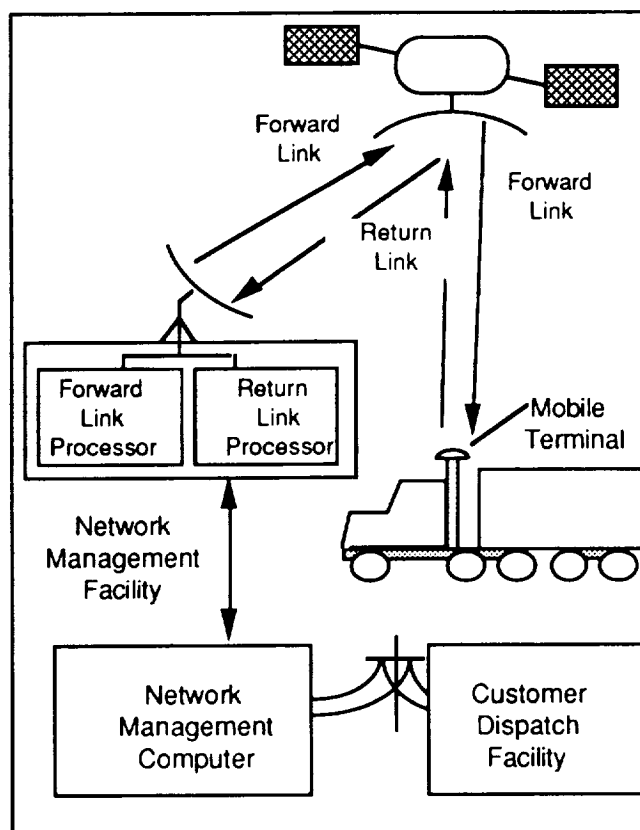 Forward
Link
Forward
Link
Return
Link
Forward
Link
Processor
Return
Link
Processor
Mobile
Terminal
Network
Management
Facility
Network
Management
Computer
Customer
Dispatch
Facility